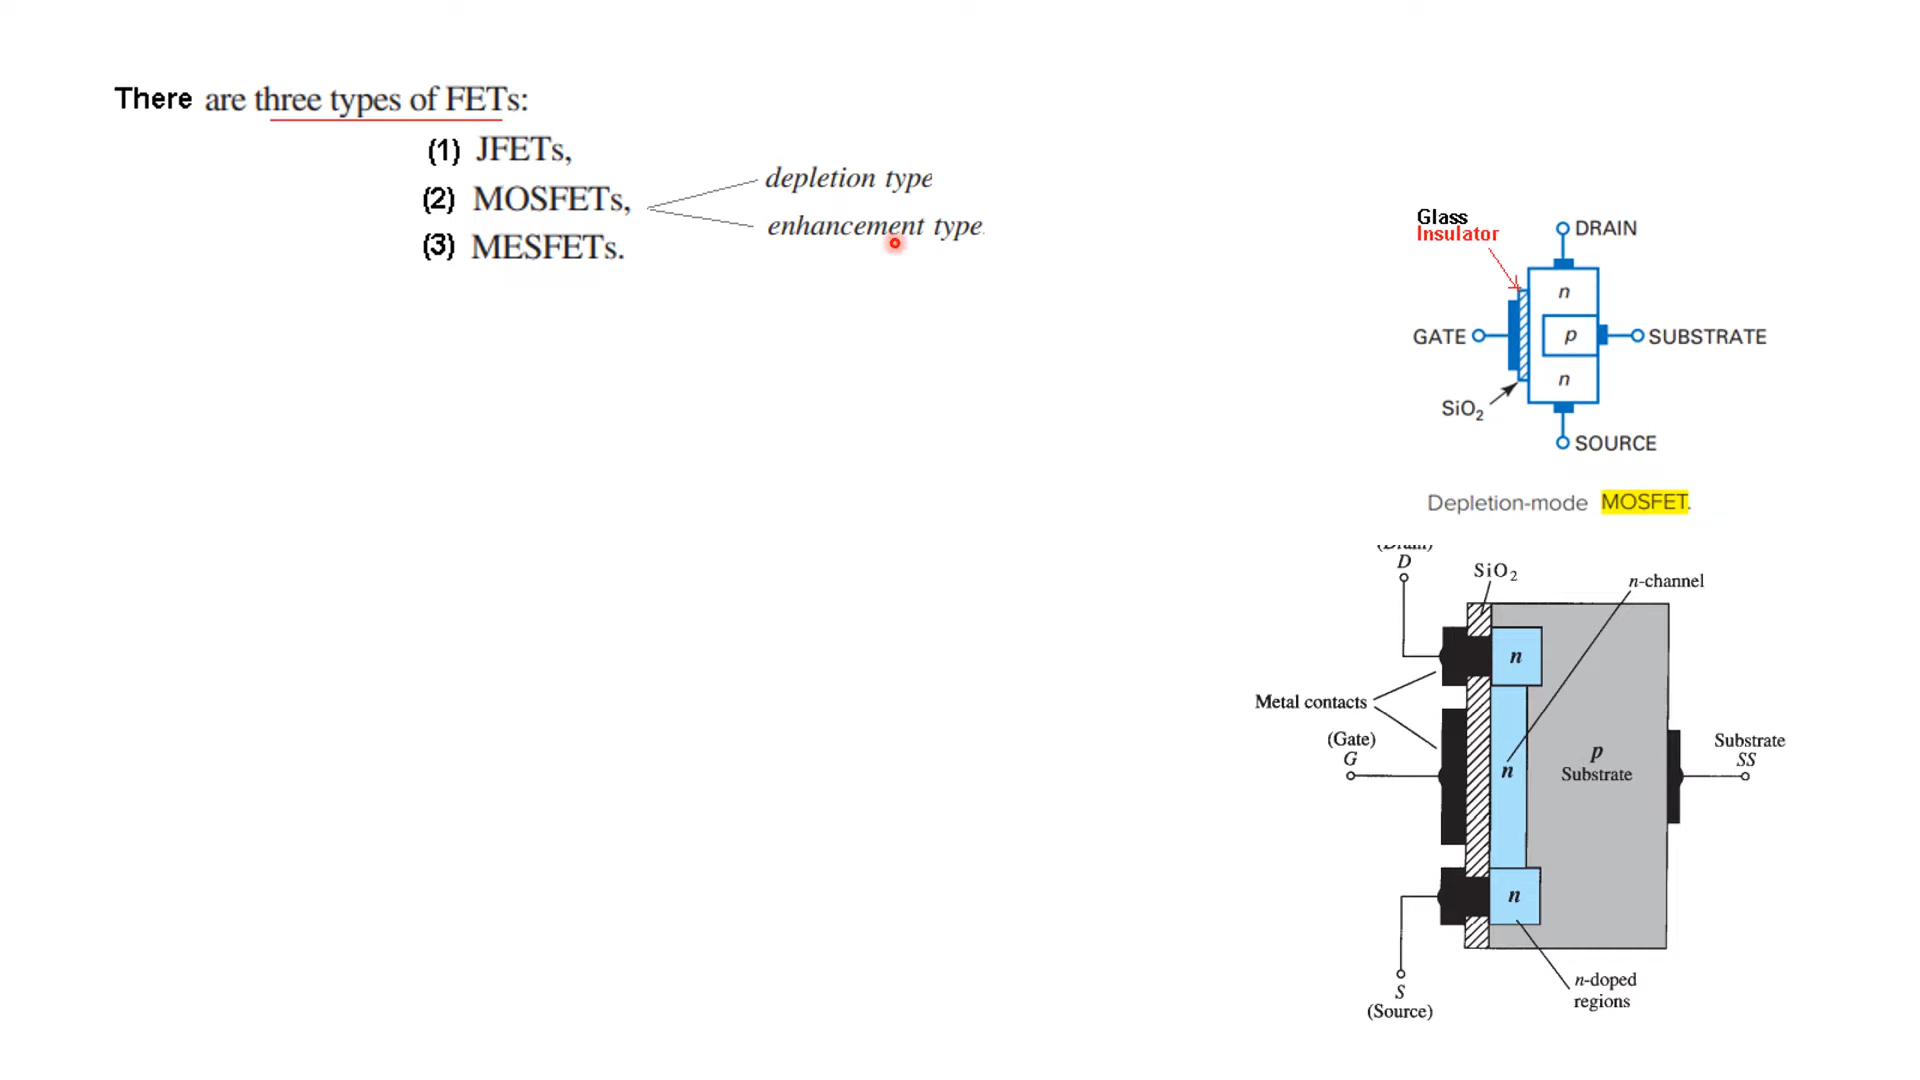 There are three types of FETs:
(1) JFETs,
(2) MOSFETs,
(3) MESFETs.
depletion type
enhancement type.
Glass
Insulator
DRAIN
n
GATE
p
SUBSTRATE
n
SiO2
SOURCE
Depletion-mode MOSFET.
(Drain)
D
SiO2
n-channel
n
Metal contacts
(Gate)
G
n
p
Substrate
Substrate
SS
n
S
(Source)
n-doped
regions